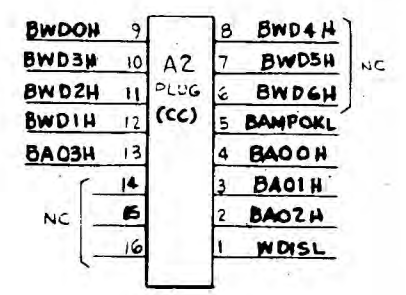 BWD0H 9 8 BWD4H
BWD3H 10 A2 7 BWD5H NC
BWD2H 11 PLUG 6 BWD6H
BWD1H 12 (CC) 5 BAMPOKL
BA03H 13 4 BA00H
14 3 BA01H
NC 15 2 BA02H
16 1 WDISL